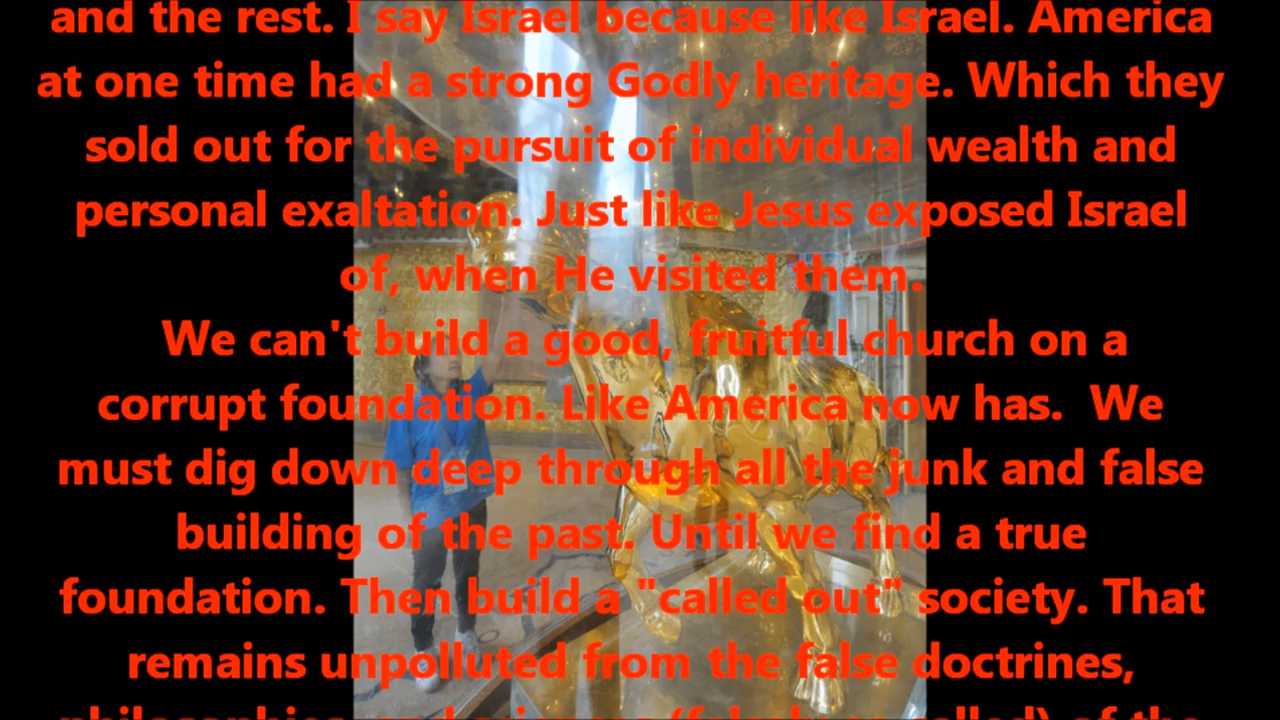 and the rest. I say Israel because like Israel. America
at one time had a strong Godly heritage. Which they
sold out for the pursuit of individual wealth and
personal exaltation. Just like Jesus exposed Israel
of, when He visited them.
We can't build a good, fruitful church on a
corrupt foundation. Like America now has.  We
must dig down deep through all the junk and false
building of the past. Until we find a true
foundation. Then build a "called out" society. That
remains unpolluted from the false doctrines,